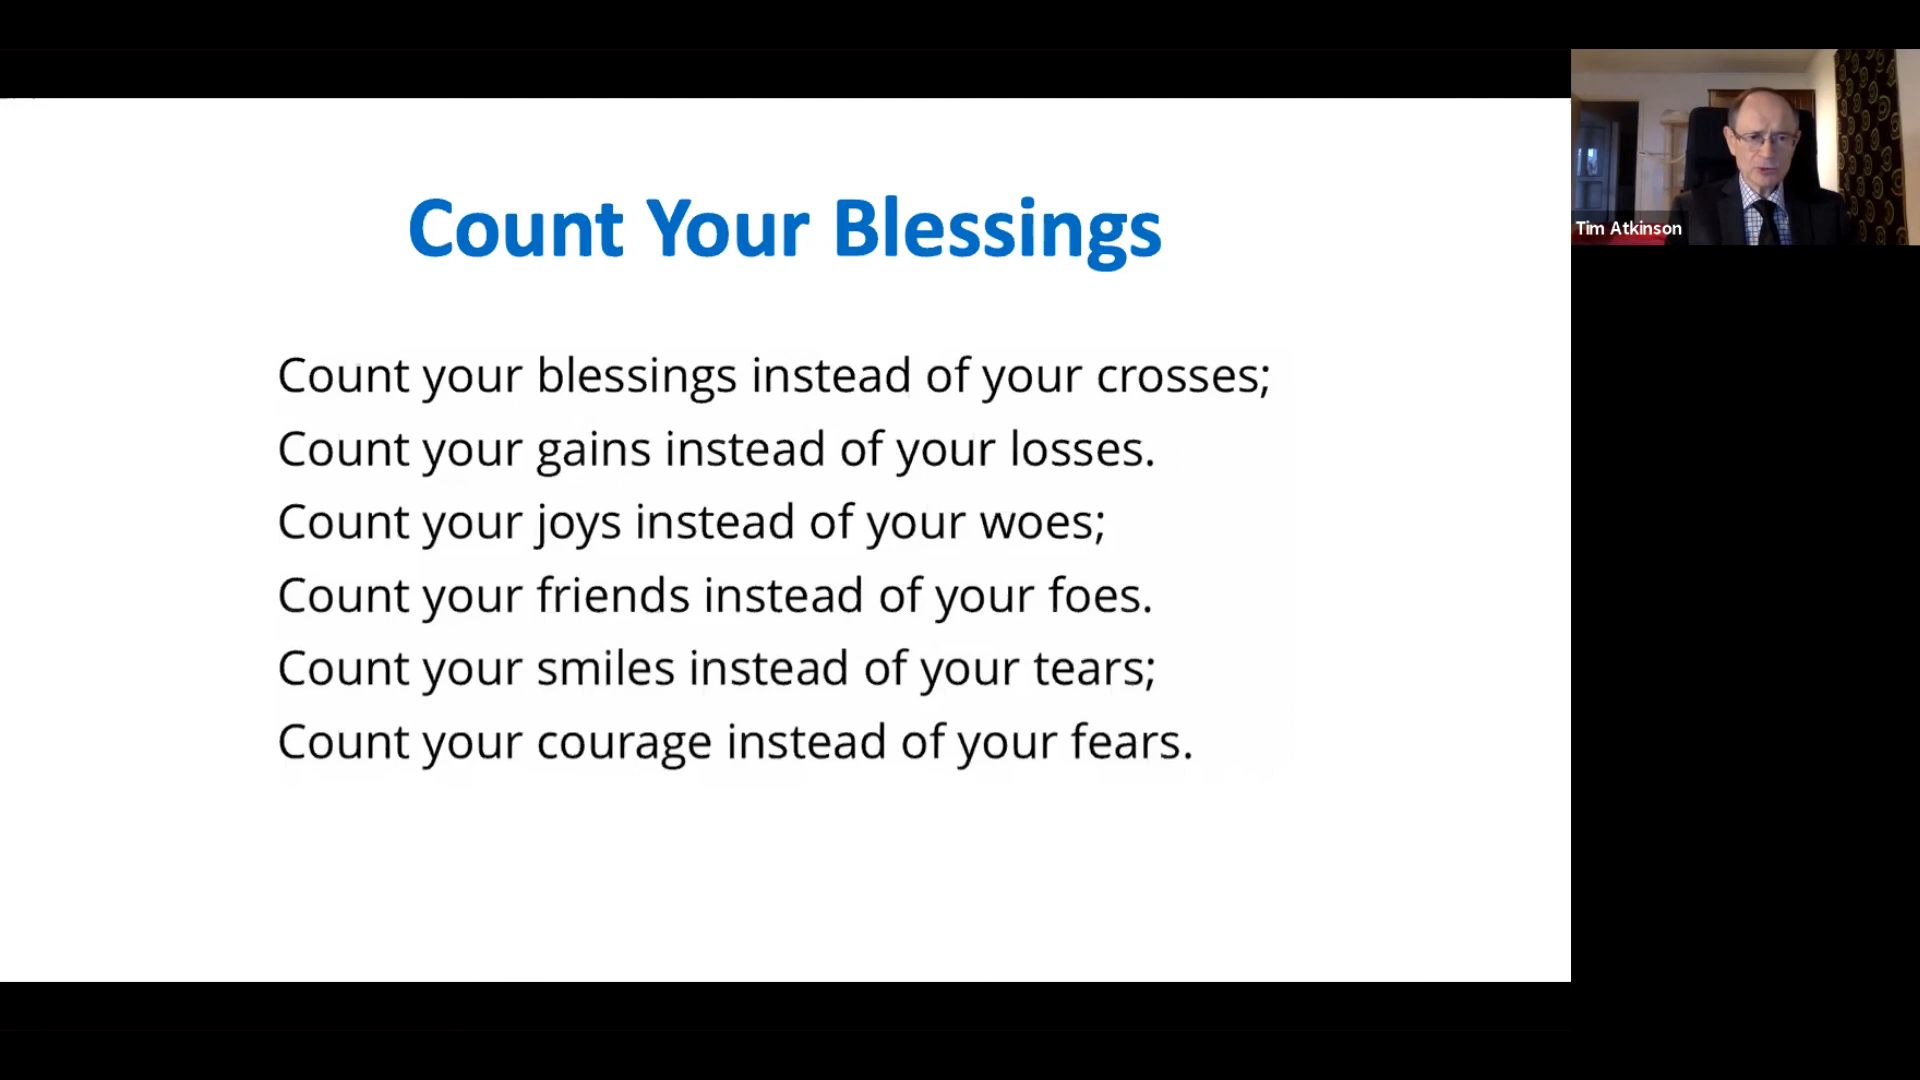 Count Your Blessings
Count your blessings instead of your crosses;
Count your gains instead of your losses.
Count your joys instead of your woes;
Count your friends instead of your foes.
Count your smiles instead of your tears;
Count your courage instead of your fears.
Tim Atkinson